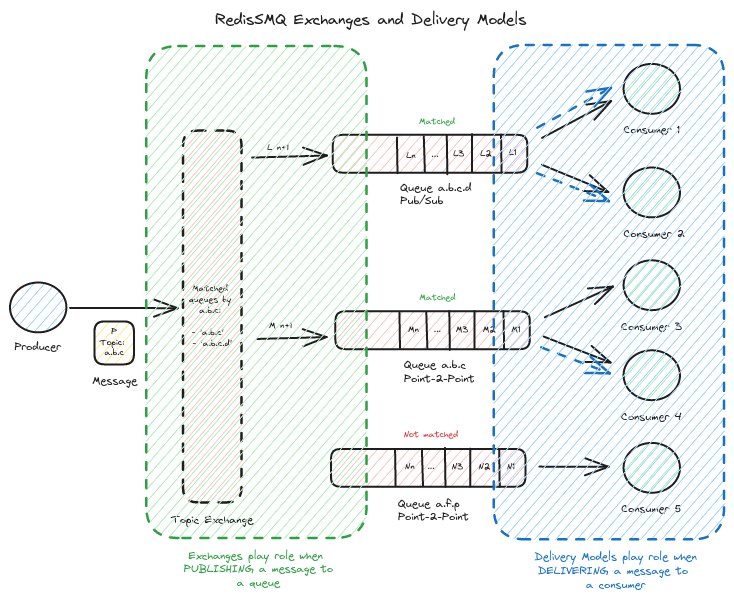 RedisSMQ Exchanges and Delivery Models
Matched
L n+1
Ln
...
L3
L2
L1
Queue a.b.c.d
Pub/Sub
Consumer 1
Consumer 2
Producer
P
Topic:
a.b.c
Message
Matched
queues by
a.b.c:
- 'a.b.c'
- 'a.b.c.d'
Topic Exchange
Matched
M n+1
Mn
...
M3
M2
M1
Queue a.b.c
Point-2-Point
Consumer 3
Consumer 4
Not matched
Nn
...
N3
N2
N1
Queue a.f.p
Point-2-Point
Consumer 5
Exchanges play role when
PUBLISHING a message to
a queue
Delivery Models play role when
DELIVERING a message to
a consumer